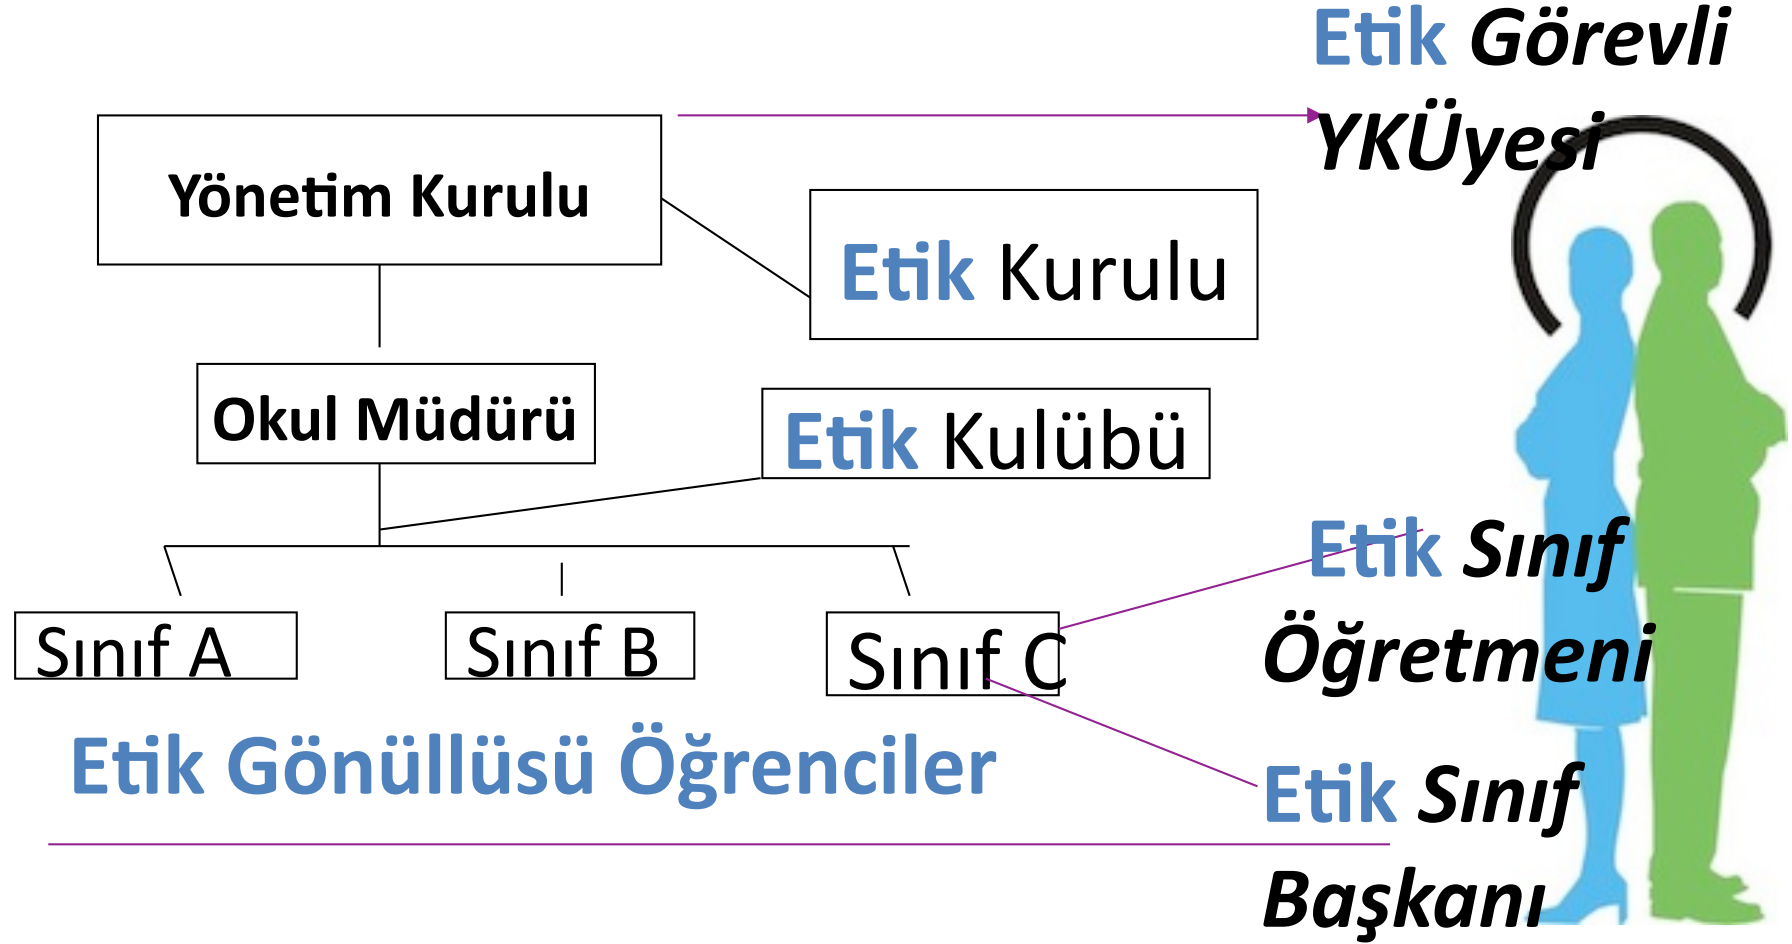 Etik Görevli
YKÜyesi
Yönetim Kurulu
Etik Kurulu
Okul Müdürü
Etik Kulübü
Etik Sınıf
Öğretmeni
Sınıf A
Sınıf B
Sınıf C
Etik Gönüllüsü Öğrenciler
Etik Sınıf
Başkanı